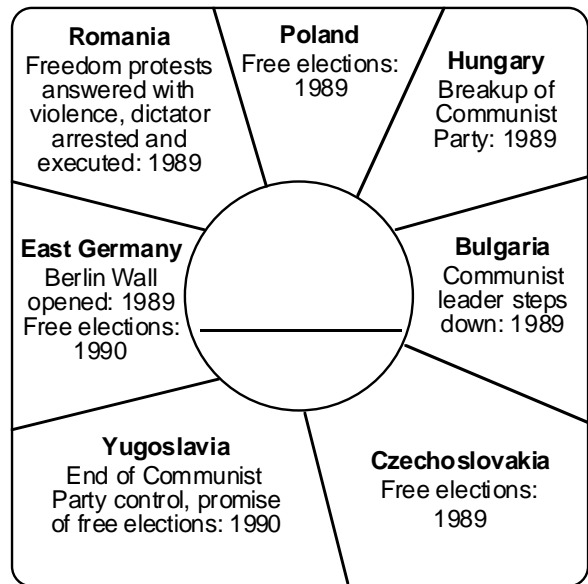 Romania
Freedom protests
answered with
violence, dictator
arrested and
executed: 1989
Poland
Free elections:
1989
Hungary
Breakup of
Communist
Party: 1989
East Germany
Berlin Wall
opened: 1989
Free elections:
1990
Bulgaria
Communist
leader steps
down: 1989
Yugoslavia
End of Communist
Party control, promise
of free elections: 1990
Czechoslovakia
Free elections:
1989